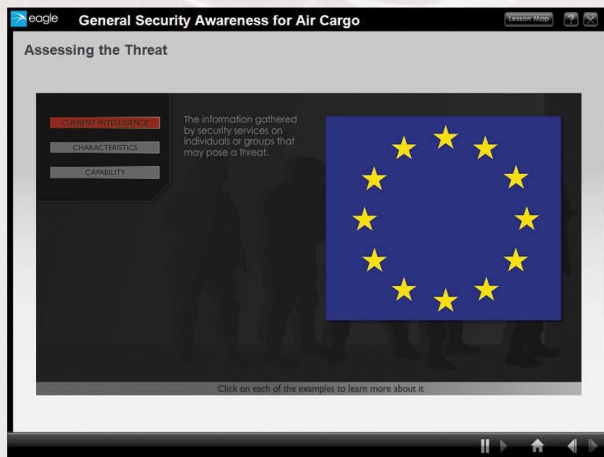 eagle General Security Awareness for Air Cargo Lesson Map ?
Assessing the Threat
CURRENT INTELLIGENCE
CHARACTERISTICS
CAPABILITY
The information gathered
by security services on
individuals or groups that
may pose a threat.
Click on each of the examples to learn more about it